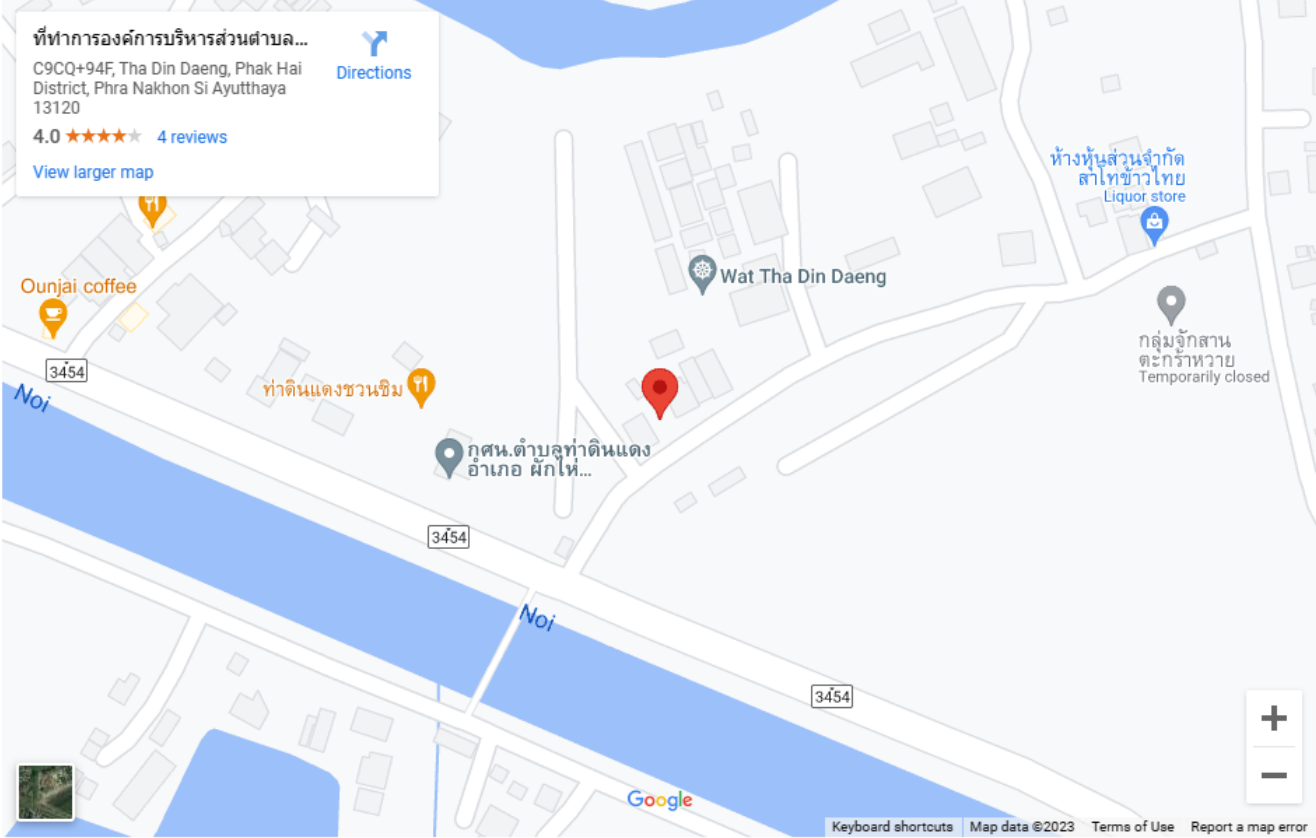 ที่ทำการองค์การบริหารส่วนตำบล...
C9CQ+94F, Tha Din Daeng, Phak Hai
District, Phra Nakhon Si Ayutthaya
13120
Directions
4.0
4 reviews
View larger map
ห้างหุ้นส่วนจำกัด
สาโทข้าวไทย
Liquor store
Wat Tha Din Daeng
Ounjai coffee
กลุ่มจักสาน
ตะกร้าหวาย
Temporarily closed
3454
Noi
ท่าดินแดงชวนชิม
กศน.ตำบลท่าดินแดง
อำเภอ ผักไห่...
3454
Noi
3454
Google
Keyboard shortcuts
Map data ©2023
Terms of Use
Report a map error